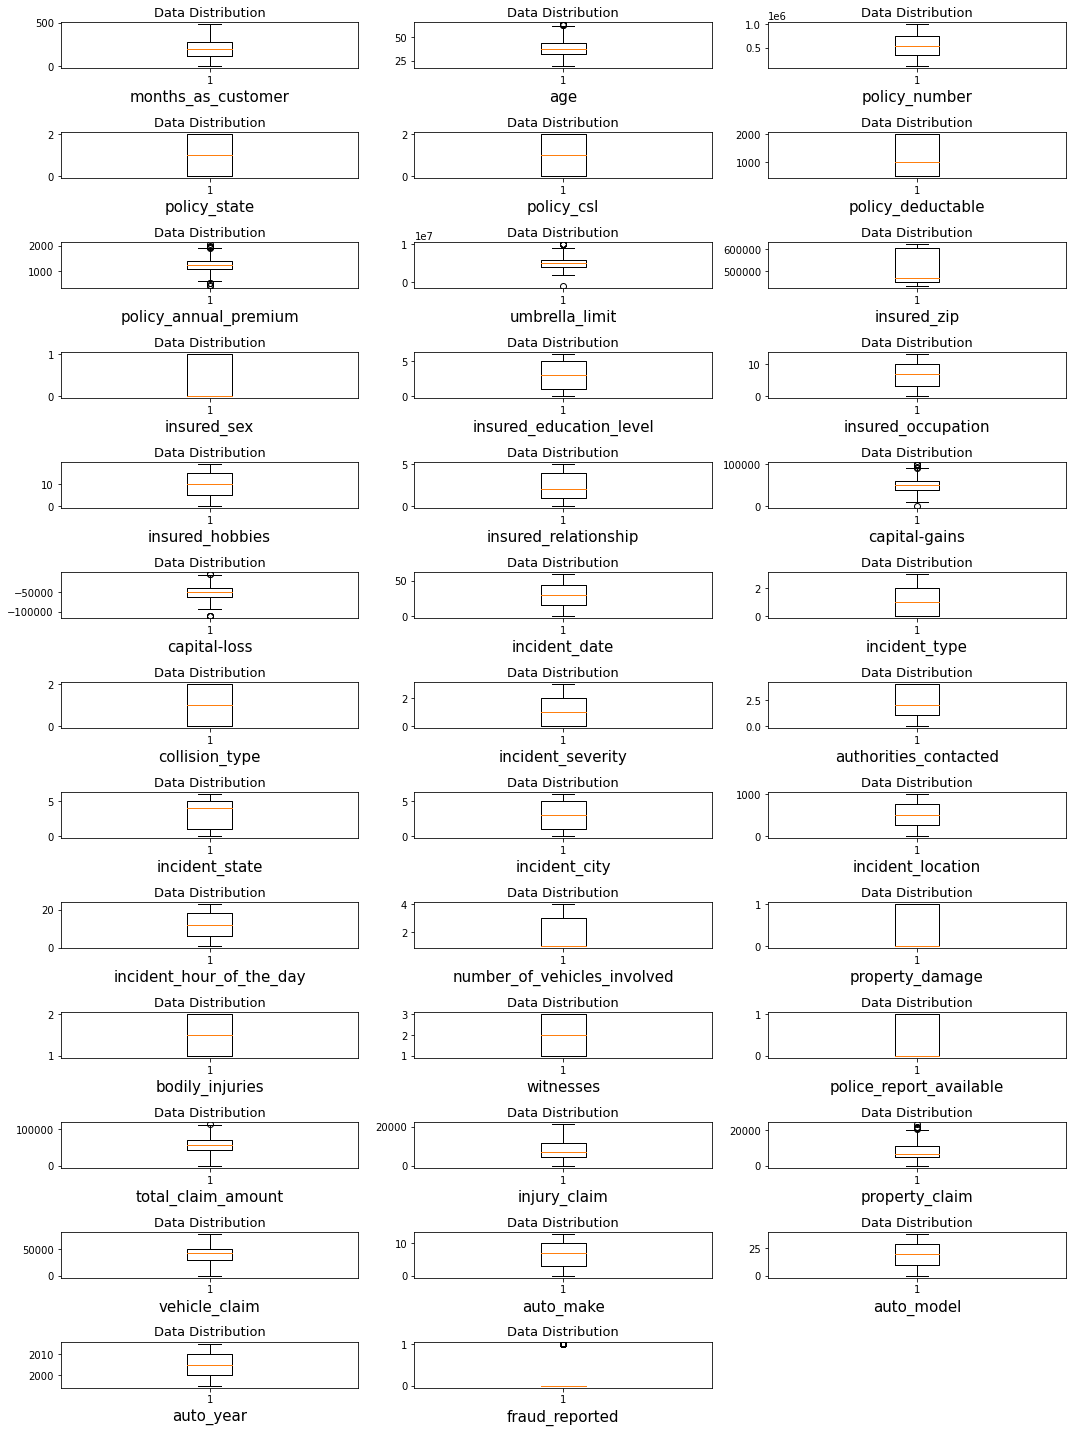 Data Distribution Data Distribution Data Distribution
1e6
500 50 1.0
0 25 0.5
1 1 1
months_as_customer age policy_number
Data Distribution Data Distribution Data Distribution
2 2 2000
0 0 1000
1 1 1
policy_state policy_csl policy_deductable
Data Distribution Data Distribution Data Distribution
1e7
2000 1 600000
1000 0 500000
1 1 1
policy_annual_premium umbrella_limit insured_zip
Data Distribution Data Distribution Data Distribution
1 5 10
0 0 0
1 1 1
insured_sex insured_education_level insured_occupation
Data Distribution Data Distribution Data Distribution
10 5 100000
0 0 0
1 1 1
insured_hobbies insured_relationship capital-gains
Data Distribution Data Distribution Data Distribution
−50000 50 2
−100000 0 0
1 1 1
capital-loss incident_date incident_type
Data Distribution Data Distribution Data Distribution
2 2 2.5
0 0 0.0
1 1 1
collision_type incident_severity authorities_contacted
Data Distribution Data Distribution Data Distribution
5 5 1000
0 0 0
1 1 1
incident_state incident_city incident_location
Data Distribution Data Distribution Data Distribution
20 4 1
0 2 0
1 1 1
incident_hour_of_the_day number_of_vehicles_involved property_damage
Data Distribution Data Distribution Data Distribution
2 3 1
2
1 1 0
1 1 1
bodily_injuries witnesses police_report_available
Data Distribution Data Distribution Data Distribution
100000 20000 20000
0 0 0
1 1 1
total_claim_amount injury_claim property_claim
Data Distribution Data Distribution Data Distribution
50000 10 25
0 0 0
1 1 1
vehicle_claim auto_make auto_model
Data Distribution Data Distribution
2010 1
2000 0
1 1
auto_year fraud_reported